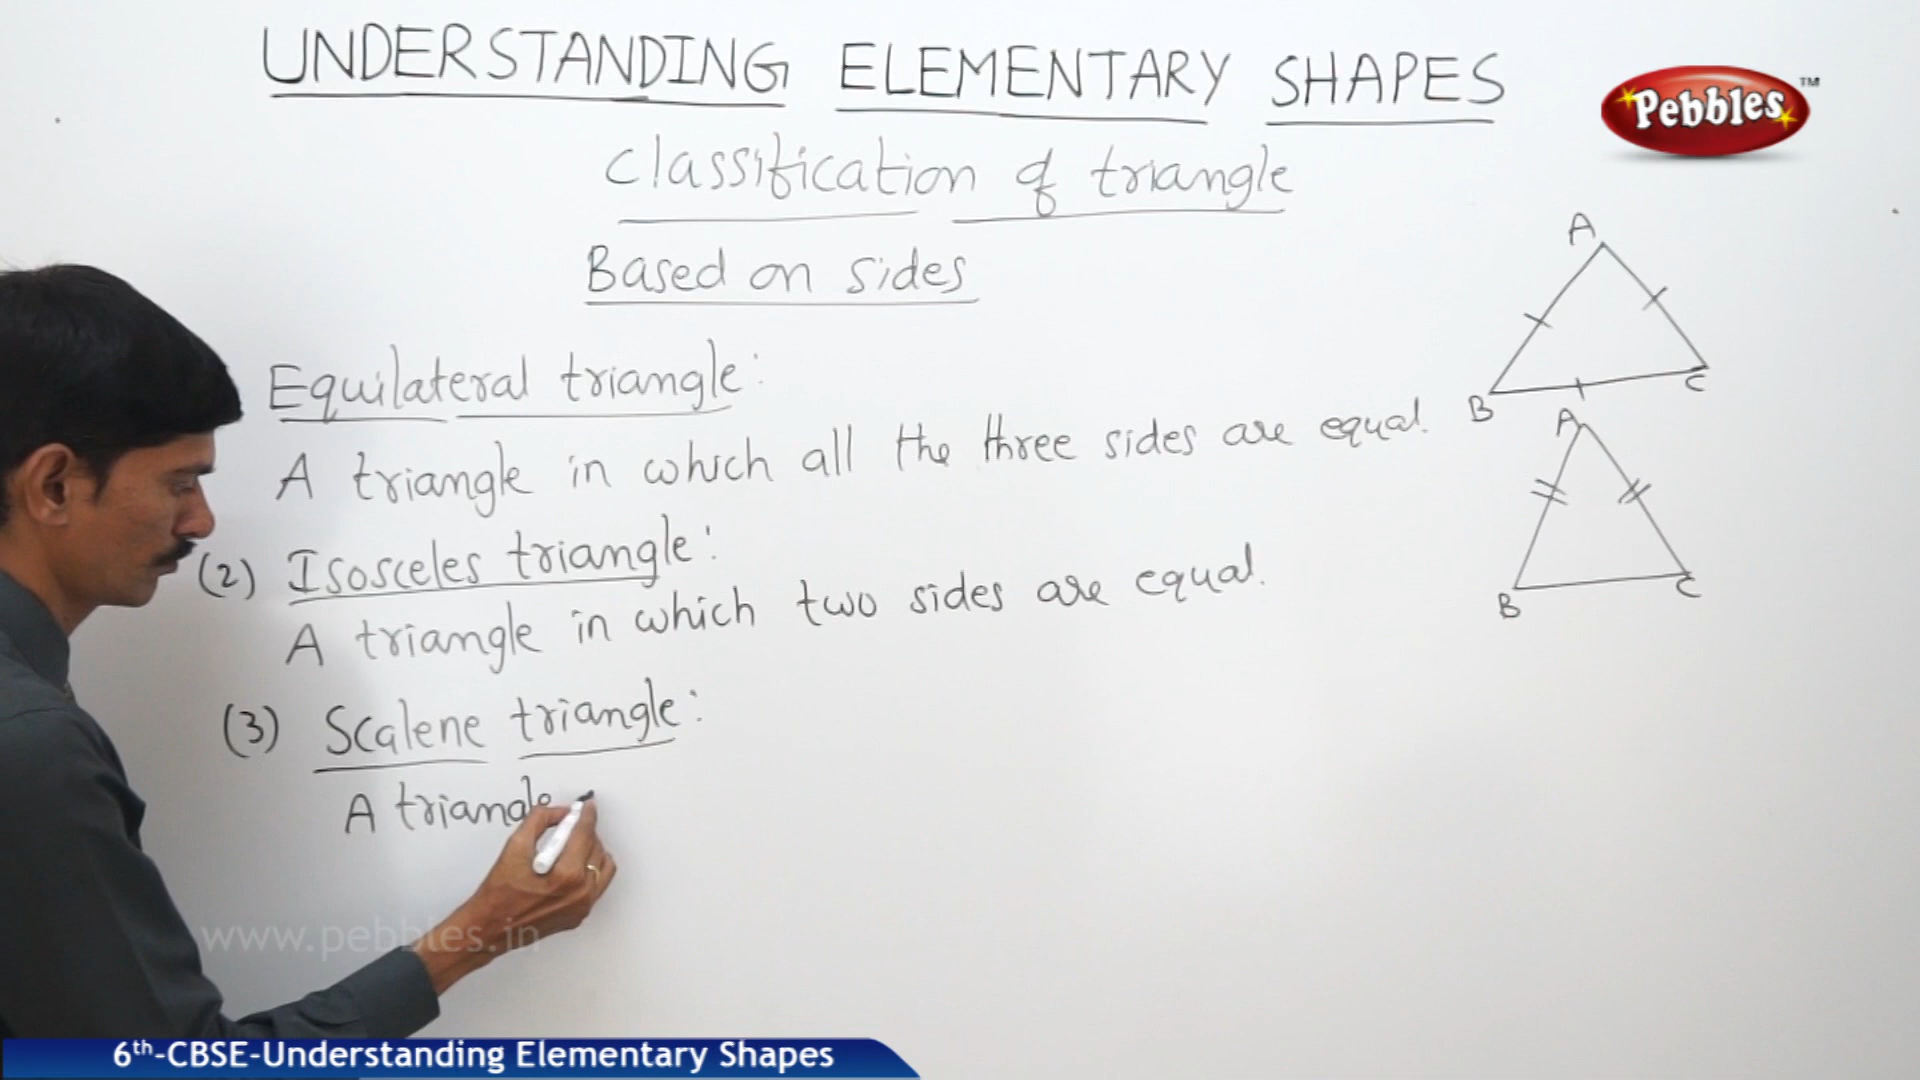 UNDERSTANDING ELEMENTARY SHAPES
Pebbles TM
Classification of triangle
Based on sides
A
B
C
Equilateral triangle:
A triangle in which all the three sides are equal.
A
B
C
(2) Isosceles triangle:
A triangle in which two sides are equal.
(3) Scalene triangle:
A triangle
www.pebbles.in
6th-CBSE-Understanding Elementary Shapes